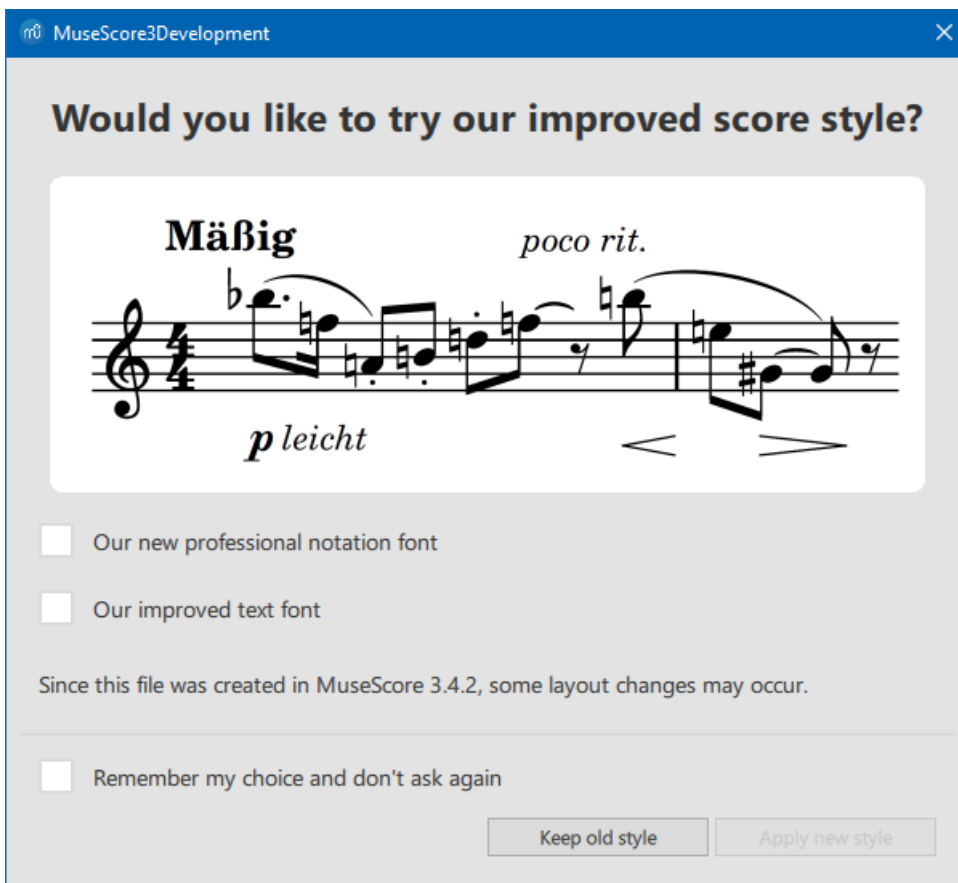 MuseScore3Development
Would you like to try our improved score style?
Mäßig
poco rit.
p leicht
Our new professional notation font
Our improved text font
Since this file was created in MuseScore 3.4.2, some layout changes may occur.
Remember my choice and don't ask again
Keep old style Apply new style